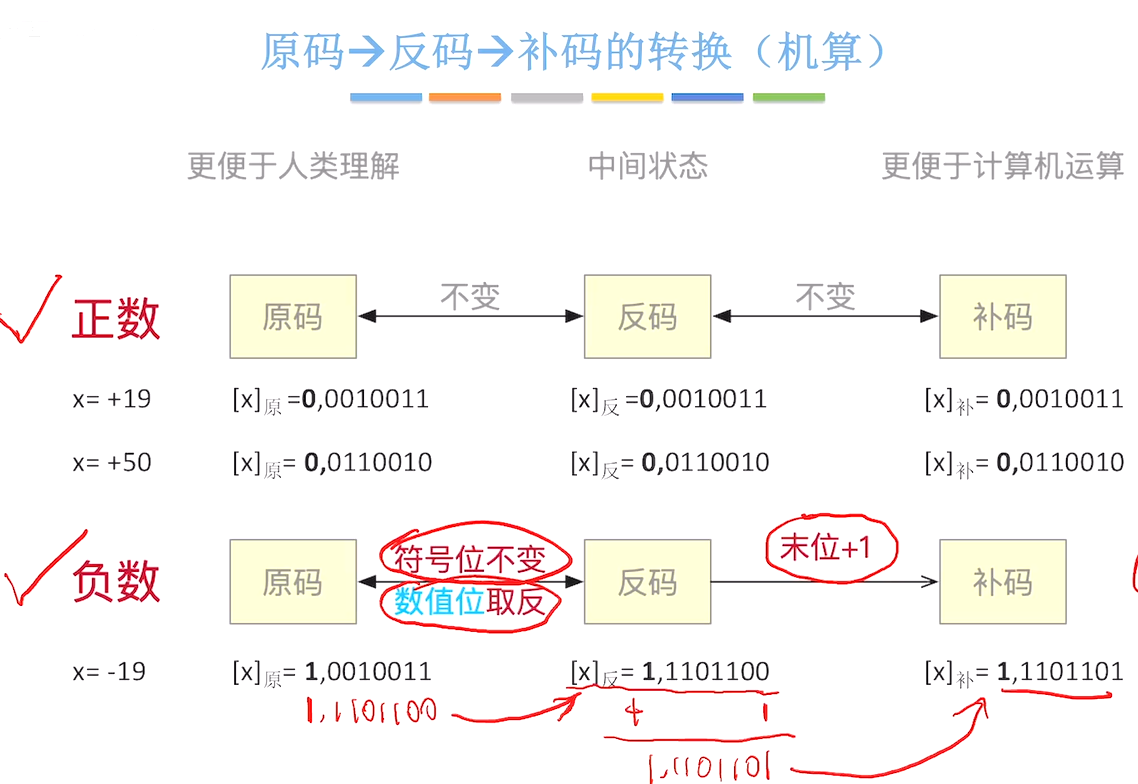 原码→反码→补码的转换（机算）
更便于人类理解 中间状态 更便于计算机运算
正数 原码 不变 反码 不变 补码
x= +19 [x]原 =0,0010011 [x]反 =0,0010011 [x]补= 0,0010011
x= +50 [x]原= 0,0110010 [x]反= 0,0110010 [x]补= 0,0110010
符号位不变 末位+1
负数 原码 反码 补码
数值位取反
x= -19 [x]原= 1,0010011 [x]反= 1,1101100 [x]补= 1,1101101
1,1101100 + 1
1,1101101